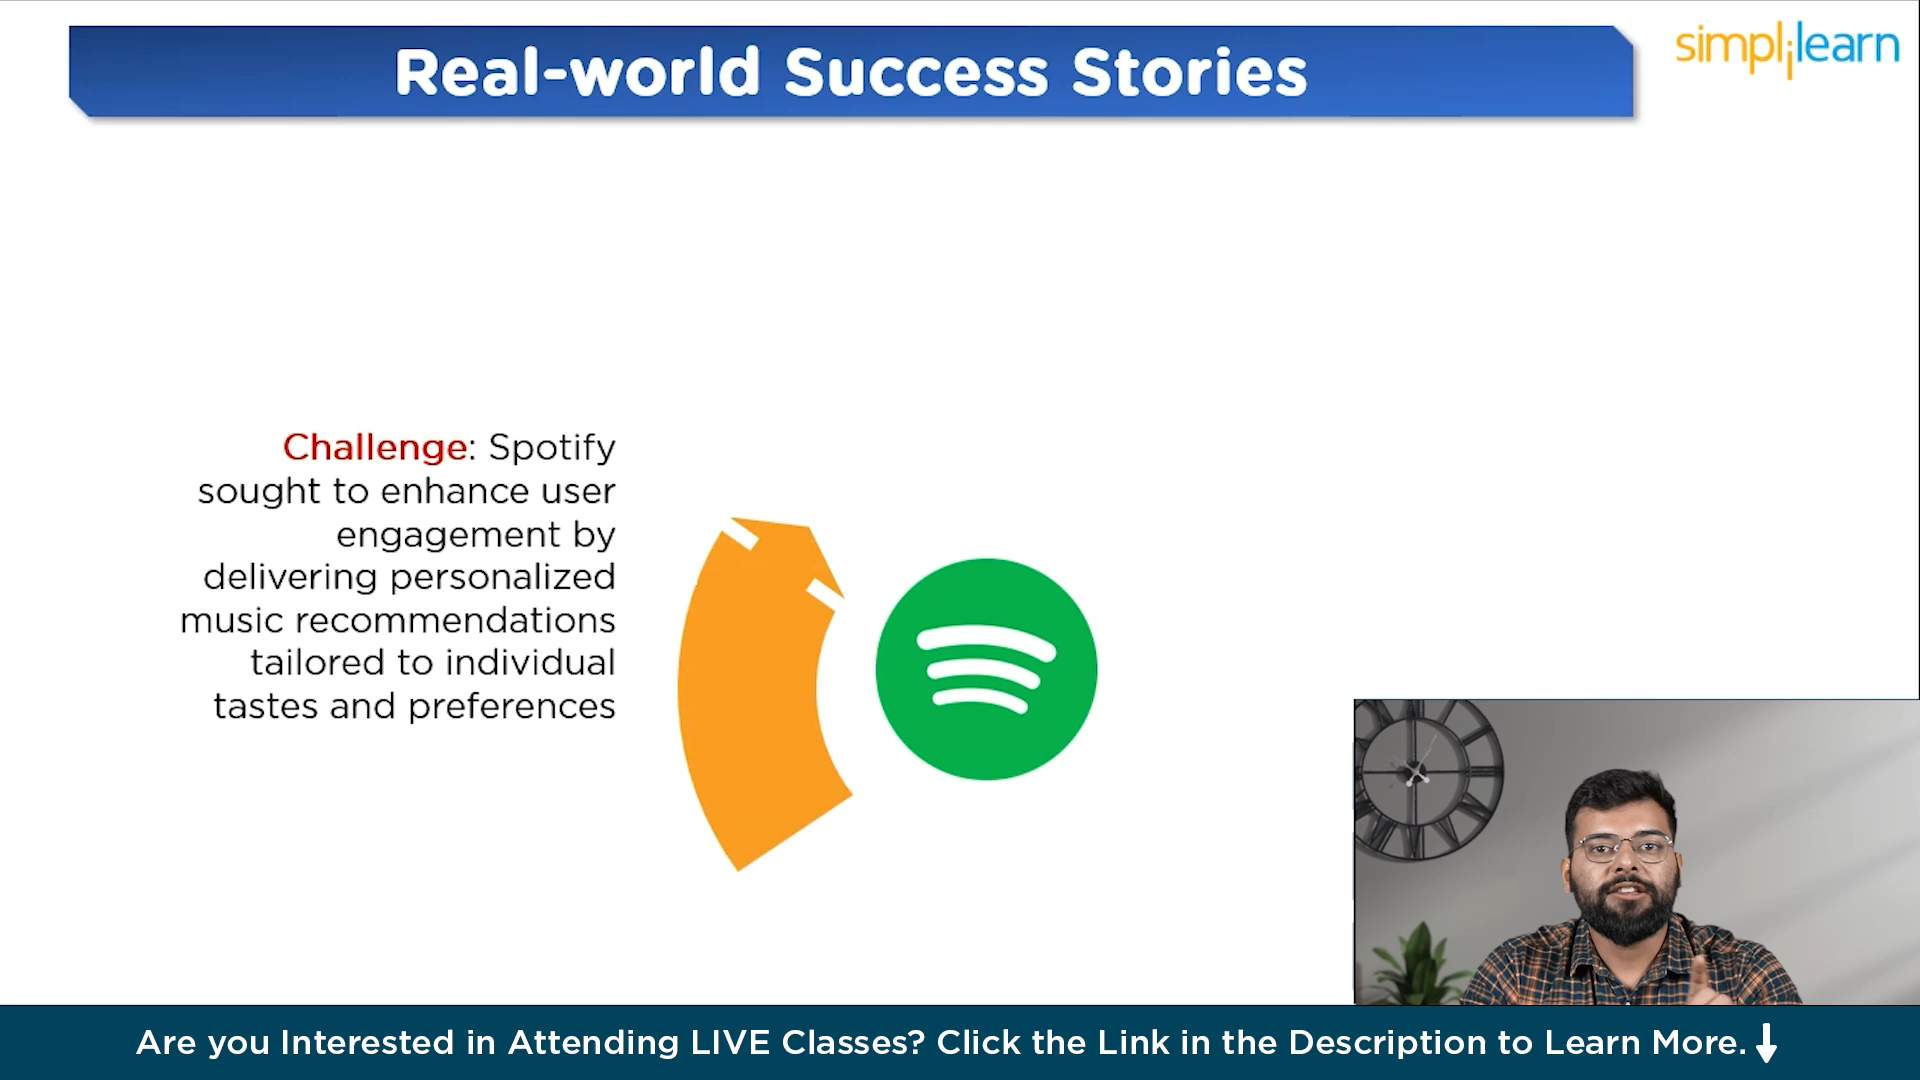 Real-world Success Stories
simplilearn
Challenge: Spotify
sought to enhance user
engagement by
delivering personalized
music recommendations
tailored to individual
tastes and preferences
Are you Interested in Attending LIVE Classes? Click the Link in the Description to Learn More.